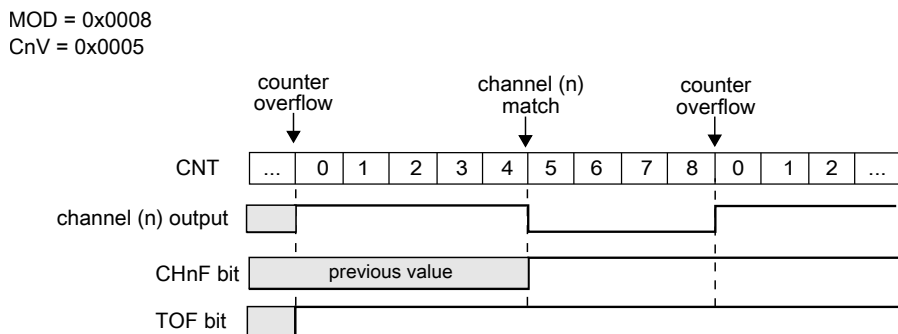 MOD = 0x0008
CnV = 0x0005
counter
overflow
channel (n)
match
counter
overflow
CNT ... 0 1 2 3 4 5 6 7 8 0 1 2 ...
channel (n) output
CHnF bit previous value
TOF bit